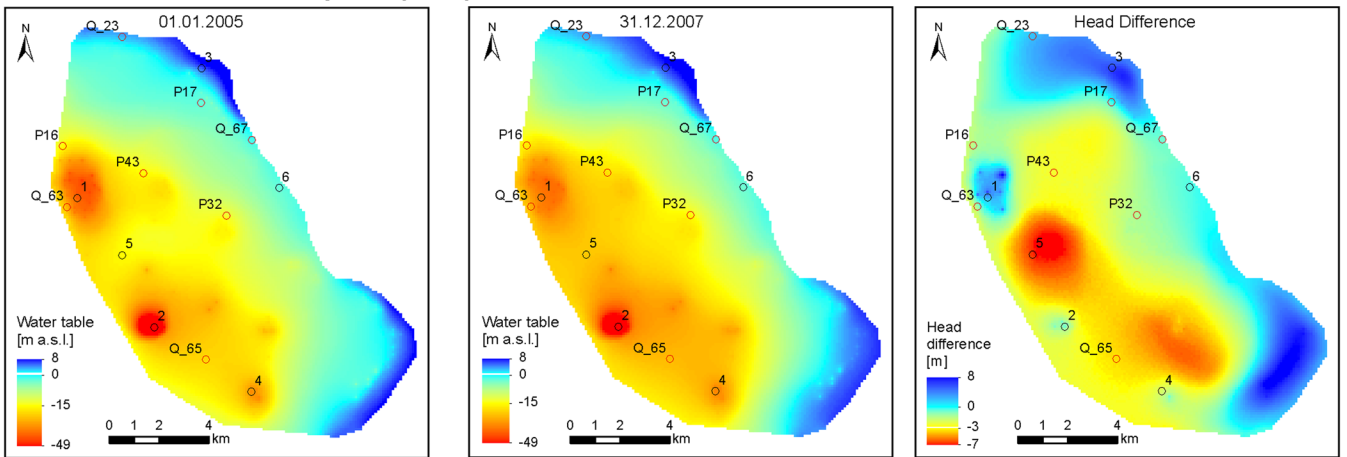 01.01.2005
N
Q_23
3
P17
Q_67
P16
P43
6
1
Q_63
P32
5
2
Q_65
4
Water table
[m a.s.l.]
8
0
-15
-49
0 1 2 4
km
31.12.2007
N
Q_23
3
P17
Q_67
P16
P43
6
1
Q_63
P32
5
2
Q_65
4
Water table
[m a.s.l.]
8
0
-15
-49
0 1 2 4
km
Head Difference
N
Q_23
3
P17
Q_67
P16
P43
6
1
Q_63
P32
5
2
Q_65
4
Head
difference
[m]
8
0
-3
-7
0 1 2 4
km